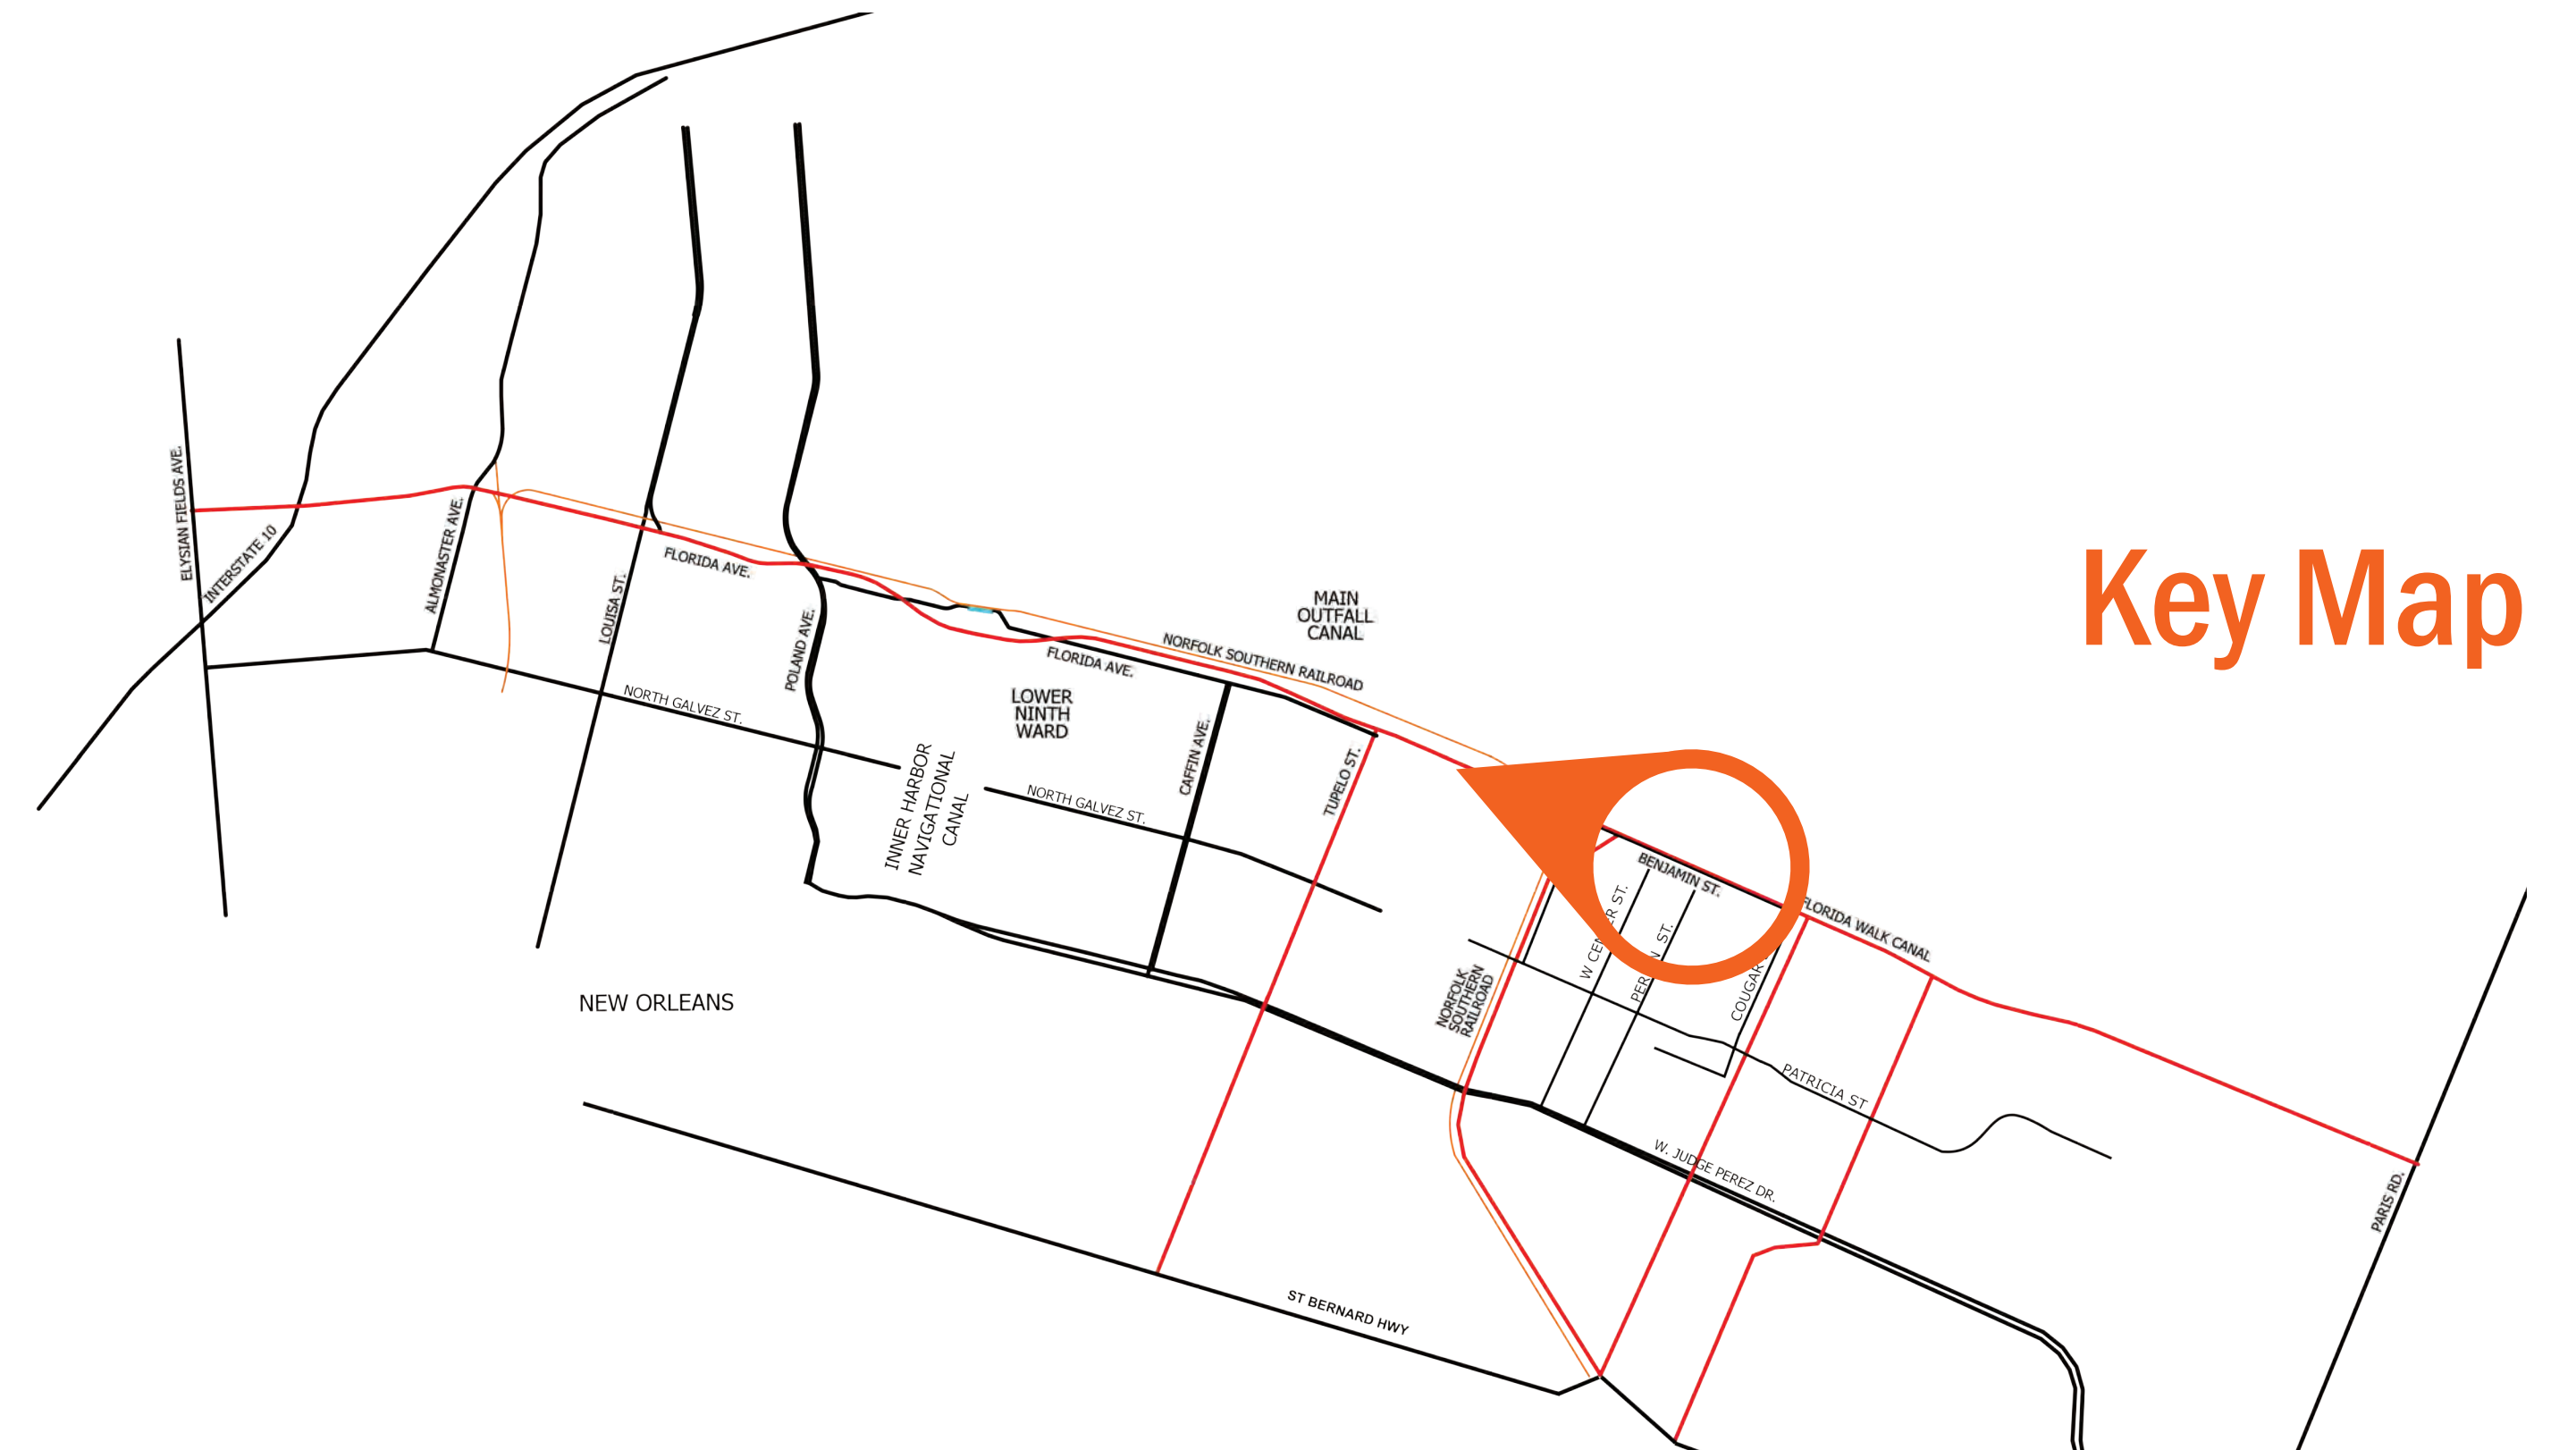 Key Map
ELYSIAN FIELDS AVE.
INTERSTATE 10
ALMONASTER AVE.
LOUISA ST.
FLORIDA AVE.
POLAND AVE.
NORTH GALVEZ ST.
MAIN
OUTFALL
CANAL
NORFOLK SOUTHERN RAILROAD
FLORIDA AVE.
LOWER
NINTH
WARD
CAFFIN AVE.
TUPELO ST.
INNER HARBOR
NAVIGATIONAL
CANAL
NORTH GALVEZ ST.
BENJAMIN ST.
FLORIDA WALK CANAL
W ST.
ST.
COUGAR
NORFOLK
SOUTHERN
RAILROAD
NEW ORLEANS
PATRICIA ST
W. JUDGE PEREZ DR.
PARIS RD.
ST BERNARD HWY